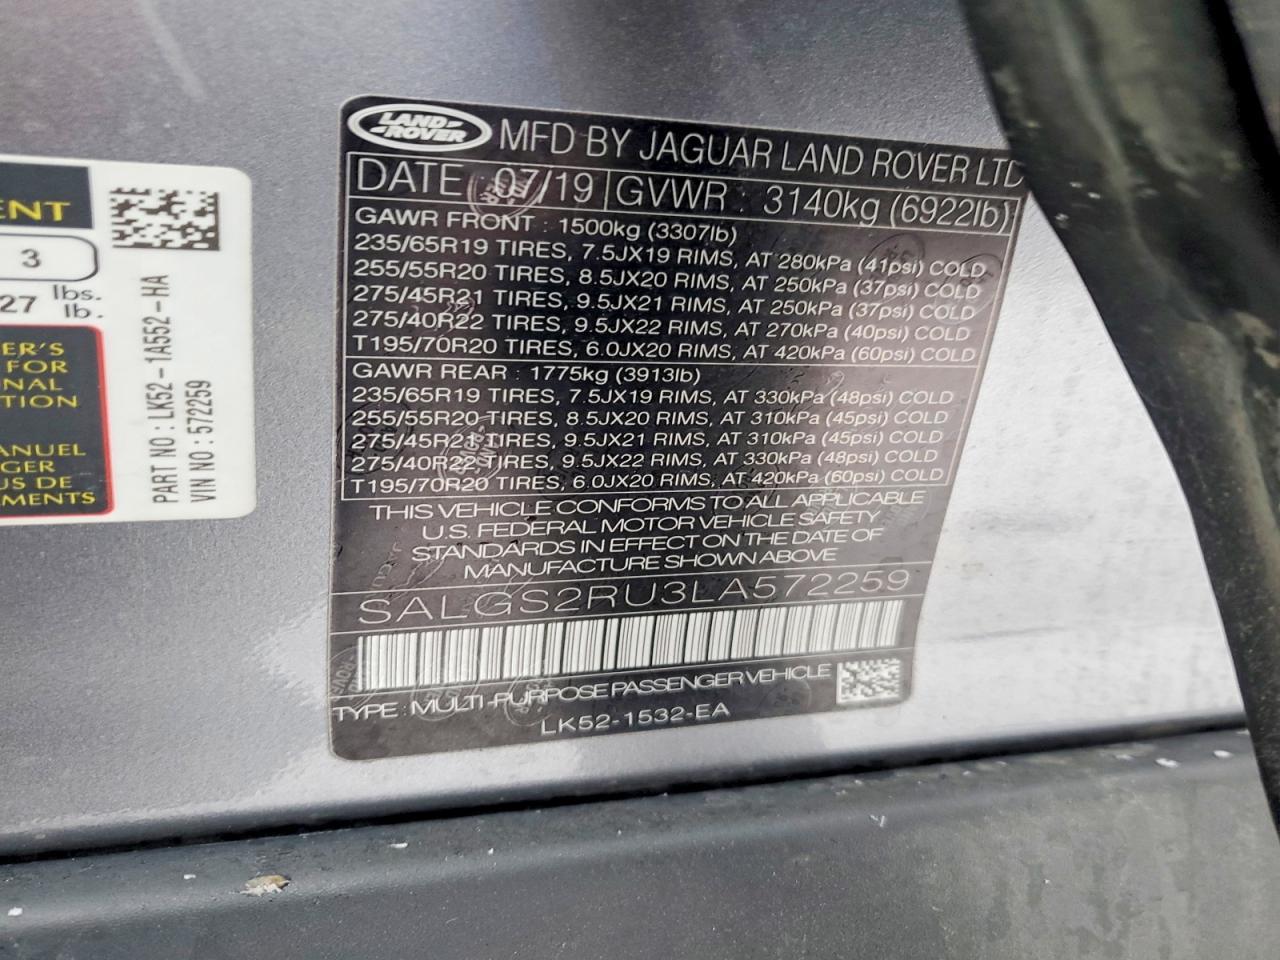 LAND-
-ROVER
MFD BY JAGUAR LAND ROVER LTD
DATE : 07/19 GVWR : 3140kg (6922lb)
GAWR FRONT : 1500kg (3307lb)
235/65R19 TIRES, 7.5JX19 RIMS, AT 280kPa (41psi) COLD
255/55R20 TIRES, 8.5JX20 RIMS, AT 250kPa (37psi) COLD
275/45R21 TIRES, 9.5JX21 RIMS, AT 250kPa (37psi) COLD
275/40R22 TIRES, 9.5JX22 RIMS, AT 270kPa (40psi) COLD
T195/70R20 TIRES, 6.0JX20 RIMS, AT 420kPa (60psi) COLD
GAWR REAR : 1775kg (3913lb)
235/65R19 TIRES, 7.5JX19 RIMS, AT 330kPa (48psi) COLD
255/55R20 TIRES, 8.5JX20 RIMS, AT 310kPa (45psi) COLD
275/45R21 TIRES, 9.5JX21 RIMS, AT 310kPa (45psi) COLD
275/40R22 TIRES, 9.5JX22 RIMS, AT 330kPa (48psi) COLD
T195/70R20 TIRES, 6.0JX20 RIMS, AT 420kPa (60psi) COLD
THIS VEHICLE CONFORMS TO ALL APPLICABLE
U.S. FEDERAL MOTOR VEHICLE SAFETY
STANDARDS IN EFFECT ON THE DATE OF
MANUFACTURE SHOWN ABOVE
SALGS2RU3LA572259
TYPE : MULTI-PURPOSE PASSENGER VEHICLE
LK52-1532-EA
ENT
3
27 lbs.
lb.
ER'S
FOR
NAL
TION
ANUEL
GER
US DE
MENTS
PART NO : LK52-1A552-HA
VIN NO : 572259